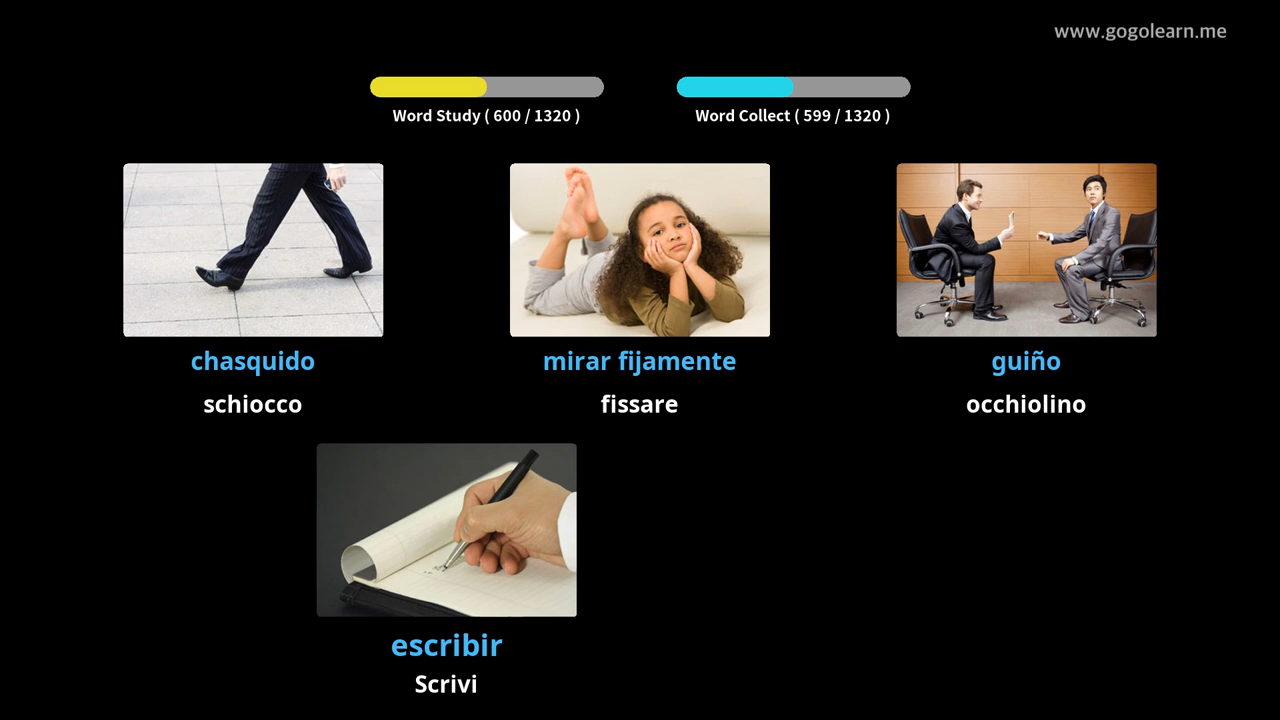 www.gogolearn.me
Word Study ( 600 / 1320 )
Word Collect ( 599 / 1320 )
chasquido
mirar fijamente
guiño
schiocco
fissare
occhiolino
escribir
Scrivi